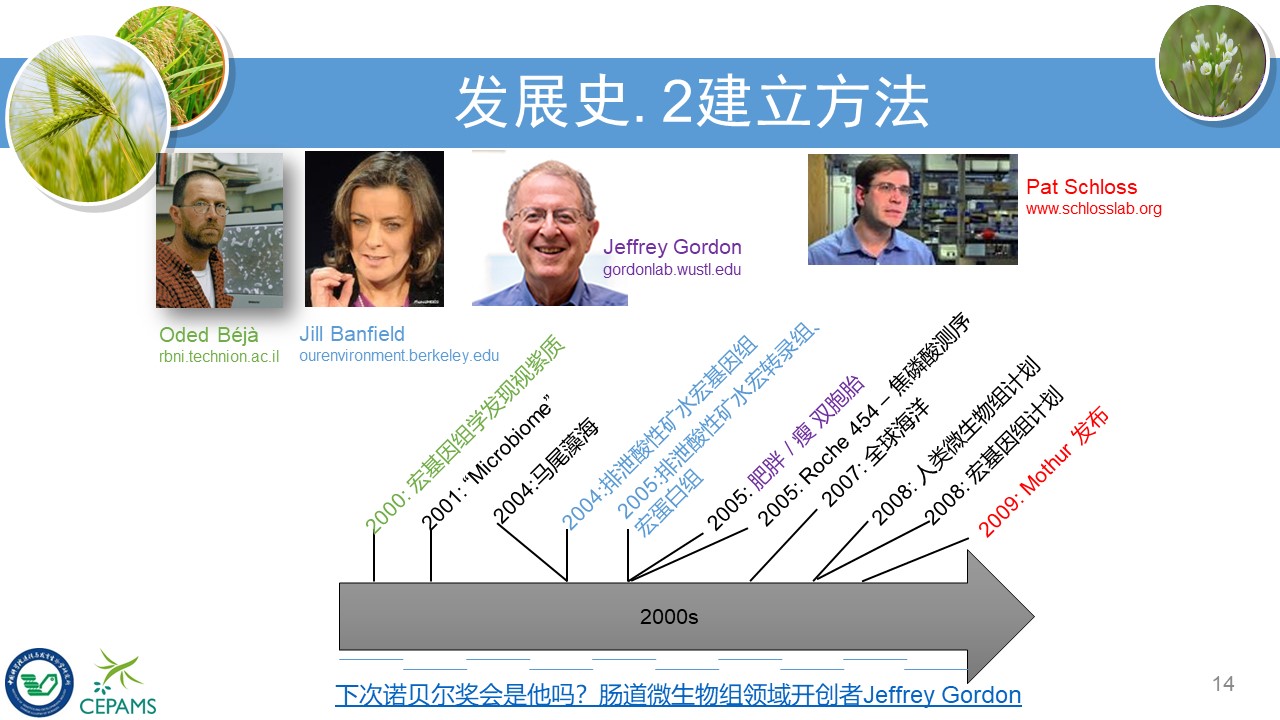 发展史. 2建立方法
Pat Schloss
www.schlosslab.org
Jeffrey Gordon
gordonlab.wustl.edu
Oded Béjà
rbni.technion.ac.il
Jill Banfield
ourenvironment.berkeley.edu
2000: 宏基因组学发现视紫质
2001: “Microbiome”
2004:马尾藻海
2004:排泄酸性矿水宏基因组
2005:排泄酸性矿水宏转录组、
宏蛋白组
2005: 肥胖 / 瘦 双胞胎
2005: Roche 454 – 焦磷酸测序
2007: 全球海洋
2008: 人类微生物组计划
2008: 宏基因组计划
2009: Mothur 发布
2000s
下次诺贝尔奖会是他吗？肠道微生物组领域开创者Jeffrey Gordon
CEPAMS
14